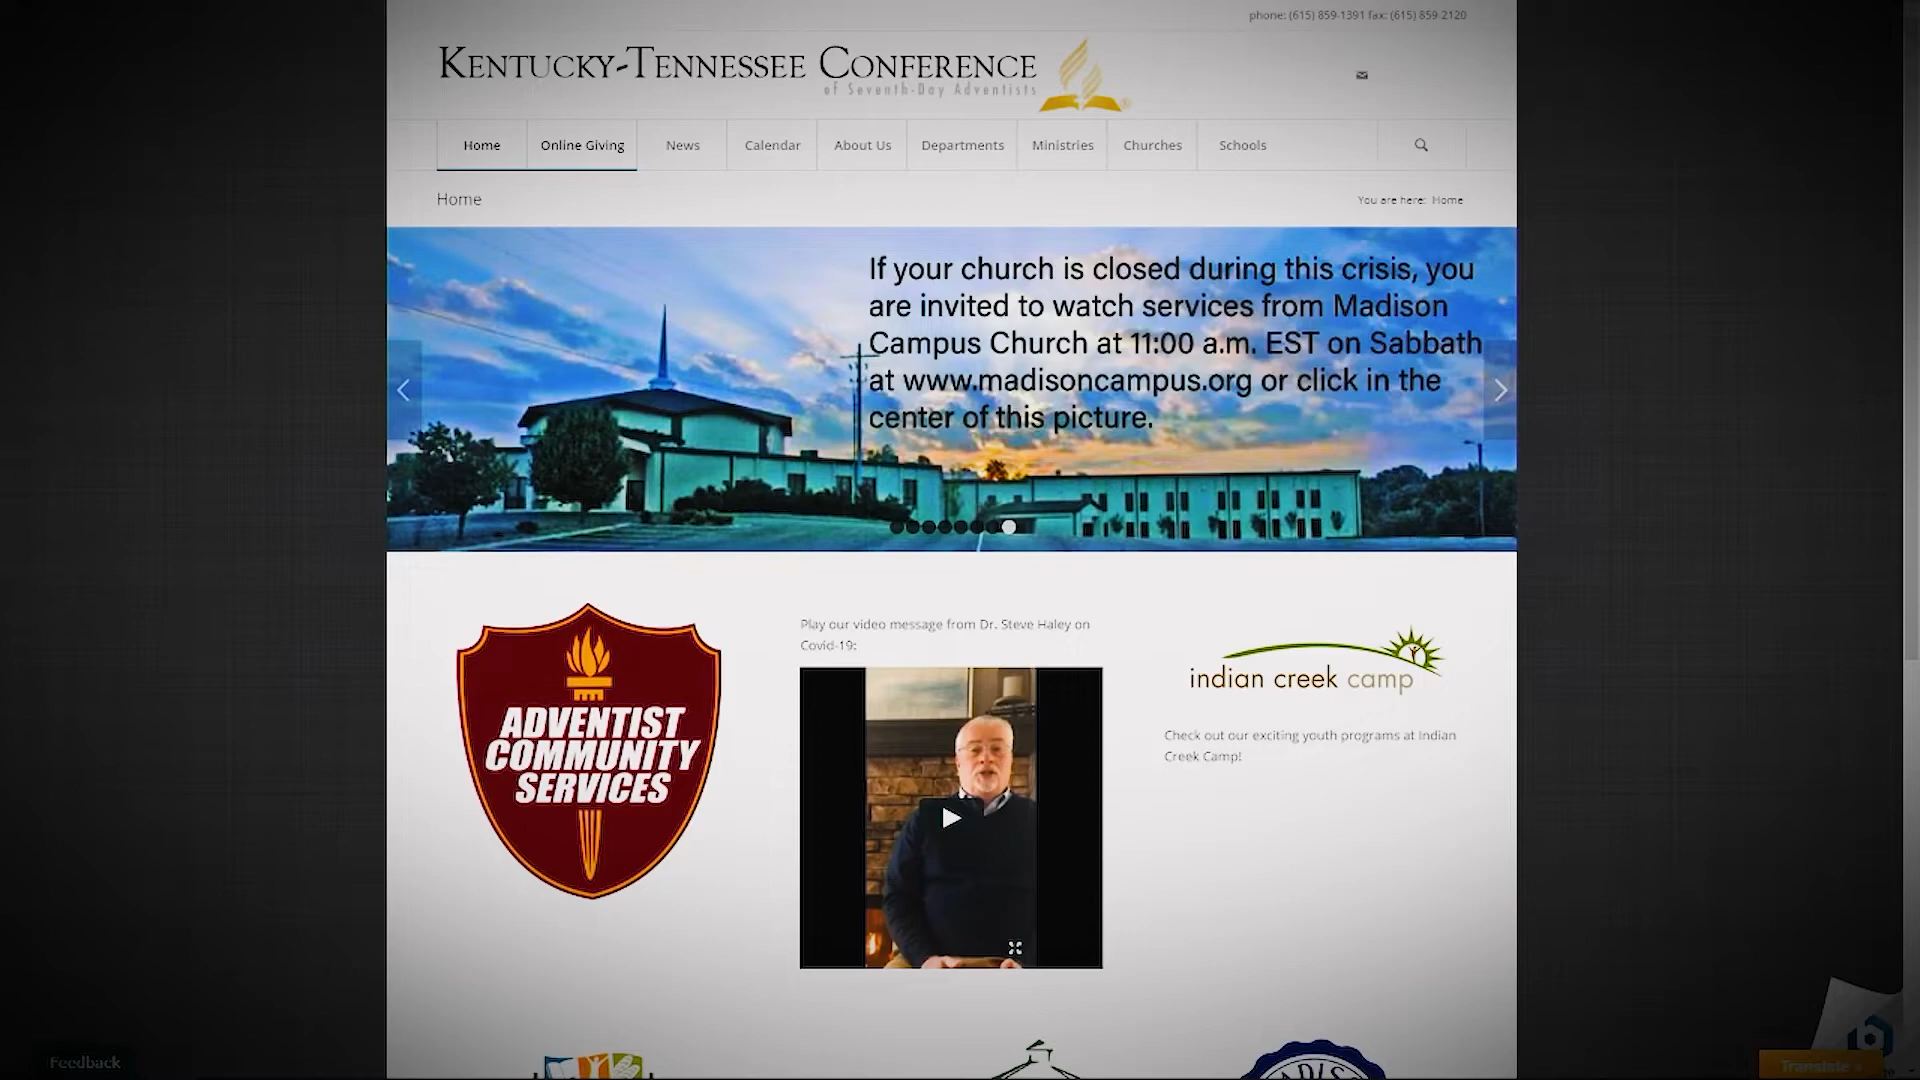 phone: (615) 859-1391 fax: (615) 859-2120
Kentucky-Tennessee Conference
of Seventh-Day Adventists
Home
Online Giving
News
Calendar
About Us
Departments
Ministries
Churches
Schools
Home
You are here: Home
If your church is closed during this crisis, you
are invited to watch services from Madison
Campus Church at 11:00 a.m. EST on Sabbath
at www.madisoncampus.org or click in the
center of this picture.
ADVENTIST
COMMUNITY
SERVICES
Play our video message from Dr. Steve Haley on
Covid-19:
indian creek camp
Check out our exciting youth programs at Indian
Creek Camp!
Feedback
Translate »